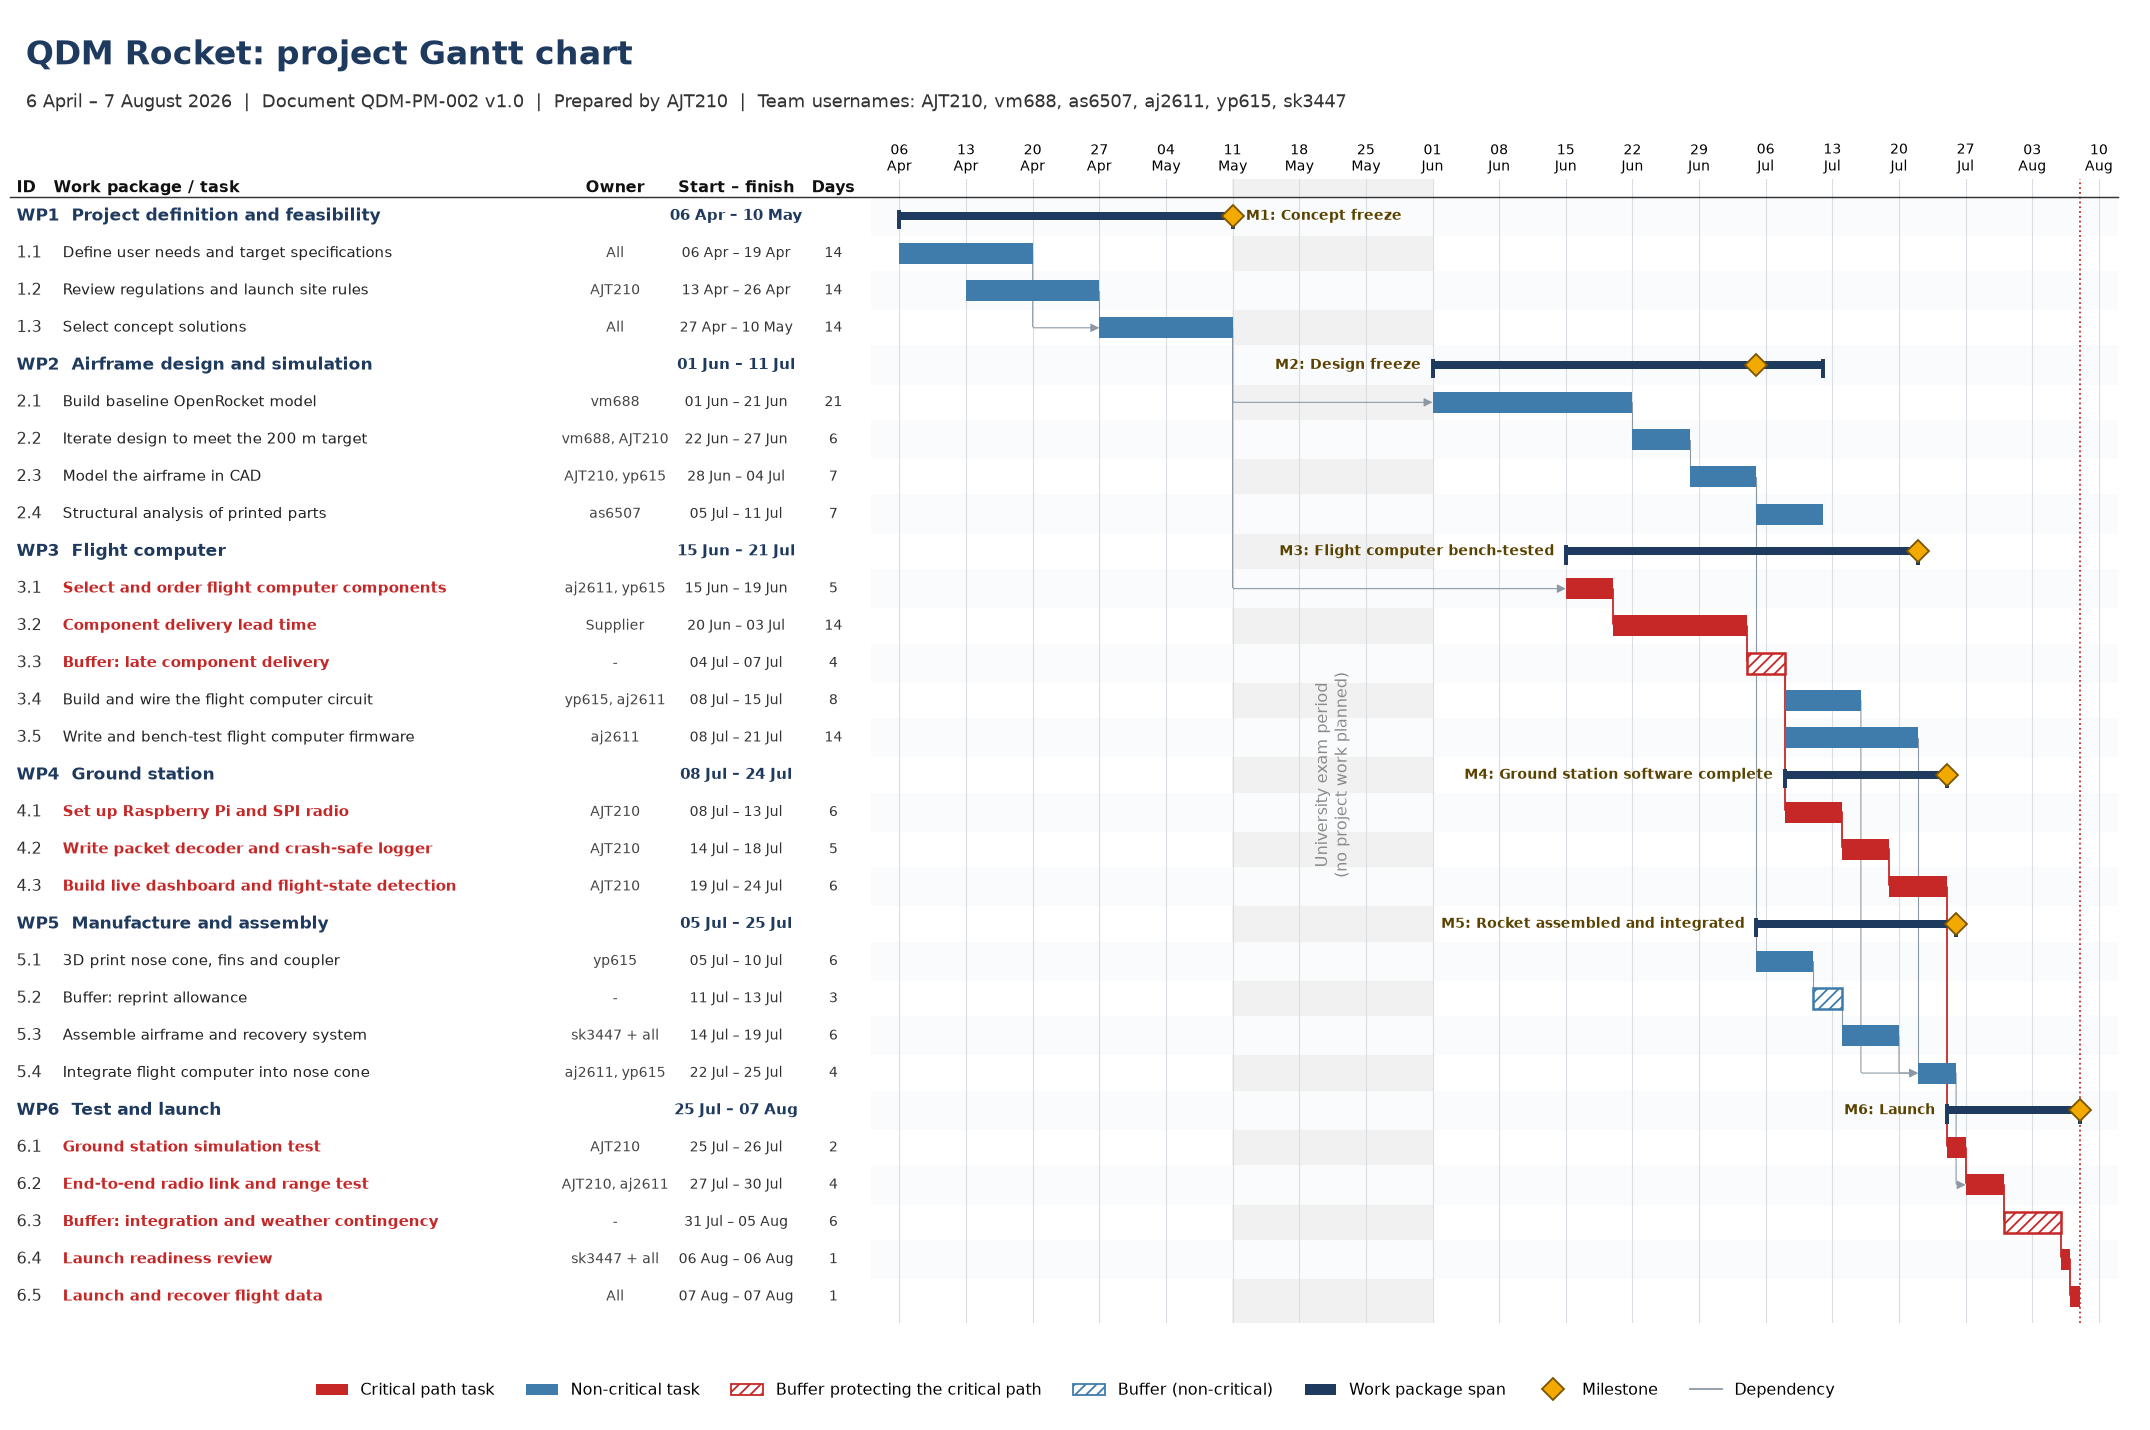 QDM Rocket: project Gantt chart
6 April – 7 August 2026 | Document QDM-PM-002 v1.0 | Prepared by AJT210 | Team usernames: AJT210, vm688, as6507, aj2611, yp615, sk3447
06 13 20 27 04 11 18 25 01 08 15 22 29 06 13 20 27 03 10
Apr Apr Apr Apr May May May May Jun Jun Jun Jun Jun Jul Jul Jul Jul Aug Aug
ID Work package / task Owner Start – finish Days
WP1 Project definition and feasibility 06 Apr – 10 May M1: Concept freeze
1.1 Define user needs and target specifications All 06 Apr – 19 Apr 14
1.2 Review regulations and launch site rules AJT210 13 Apr – 26 Apr 14
1.3 Select concept solutions All 27 Apr – 10 May 14
WP2 Airframe design and simulation 01 Jun – 11 Jul M2: Design freeze
2.1 Build baseline OpenRocket model vm688 01 Jun – 21 Jun 21
2.2 Iterate design to meet the 200 m target vm688, AJT210 22 Jun – 27 Jun 6
2.3 Model the airframe in CAD AJT210, yp615 28 Jun – 04 Jul 7
2.4 Structural analysis of printed parts as6507 05 Jul – 11 Jul 7
WP3 Flight computer 15 Jun – 21 Jul M3: Flight computer bench-tested
3.1 Select and order flight computer components aj2611, yp615 15 Jun – 19 Jun 5
3.2 Component delivery lead time Supplier 20 Jun – 03 Jul 14
3.3 Buffer: late component delivery - 04 Jul – 07 Jul 4
3.4 Build and wire the flight computer circuit yp615, aj2611 08 Jul – 15 Jul 8
3.5 Write and bench-test flight computer firmware aj2611 08 Jul – 21 Jul 14
University exam period
(no project work planned)
WP4 Ground station 08 Jul – 24 Jul M4: Ground station software complete
4.1 Set up Raspberry Pi and SPI radio AJT210 08 Jul – 13 Jul 6
4.2 Write packet decoder and crash-safe logger AJT210 14 Jul – 18 Jul 5
4.3 Build live dashboard and flight-state detection AJT210 19 Jul – 24 Jul 6
WP5 Manufacture and assembly 05 Jul – 25 Jul M5: Rocket assembled and integrated
5.1 3D print nose cone, fins and coupler yp615 05 Jul – 10 Jul 6
5.2 Buffer: reprint allowance - 11 Jul – 13 Jul 3
5.3 Assemble airframe and recovery system sk3447 + all 14 Jul – 19 Jul 6
5.4 Integrate flight computer into nose cone aj2611, yp615 22 Jul – 25 Jul 4
WP6 Test and launch 25 Jul – 07 Aug M6: Launch
6.1 Ground station simulation test AJT210 25 Jul – 26 Jul 2
6.2 End-to-end radio link and range test AJT210, aj2611 27 Jul – 30 Jul 4
6.3 Buffer: integration and weather contingency - 31 Jul – 05 Aug 6
6.4 Launch readiness review sk3447 + all 06 Aug – 06 Aug 1
6.5 Launch and recover flight data All 07 Aug – 07 Aug 1
Critical path task Non-critical task Buffer protecting the critical path Buffer (non-critical) Work package span Milestone Dependency